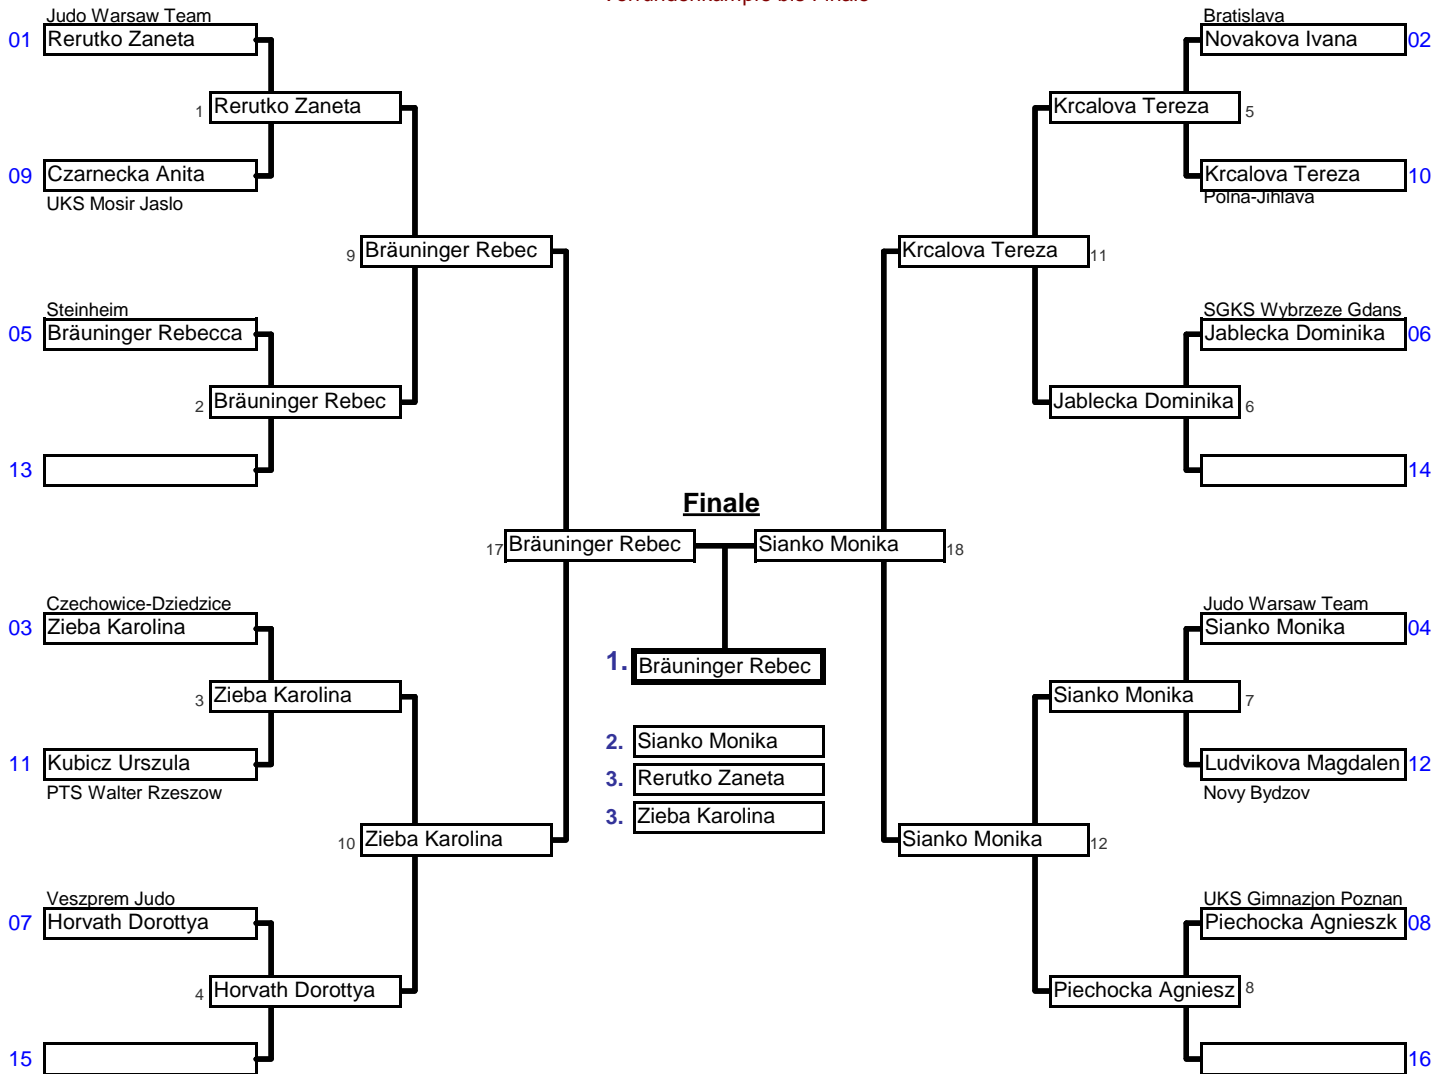 Vorrundenkämpfe bis Finale
Judo Warsaw Team
01 Rerutko Zaneta
1 Rerutko Zaneta
09 Czarnecka Anita
UKS Mosir Jaslo
9 Bräuninger Rebec
Steinheim
05 Bräuninger Rebecca
2 Bräuninger Rebec
13
17 Bräuninger Rebec
Czechowice-Dziedzice
03 Zieba Karolina
3 Zieba Karolina
11 Kubicz Urszula
PTS Walter Rzeszow
10 Zieba Karolina
Veszprem Judo
07 Horvath Dorottya
4 Horvath Dorottya
15
Finale
1. Bräuninger Rebec
2. Sianko Monika
3. Rerutko Zaneta
3. Zieba Karolina
Bratislava
Novakova Ivana 02
Krcalova Tereza 5
Krcalova Tereza 10
Polna-Jihlava
Krcalova Tereza 11
SGKS Wybrzeze Gdans
Jablecka Dominika 06
Jablecka Dominika 6
14
Sianko Monika 18
Judo Warsaw Team
Sianko Monika 04
Sianko Monika 7
Ludvikova Magdalen 12
Novy Bydzov
Sianko Monika 12
UKS Gimnazjon Poznan
Piechocka Agnieszk 08
Piechocka Agniesz 8
16